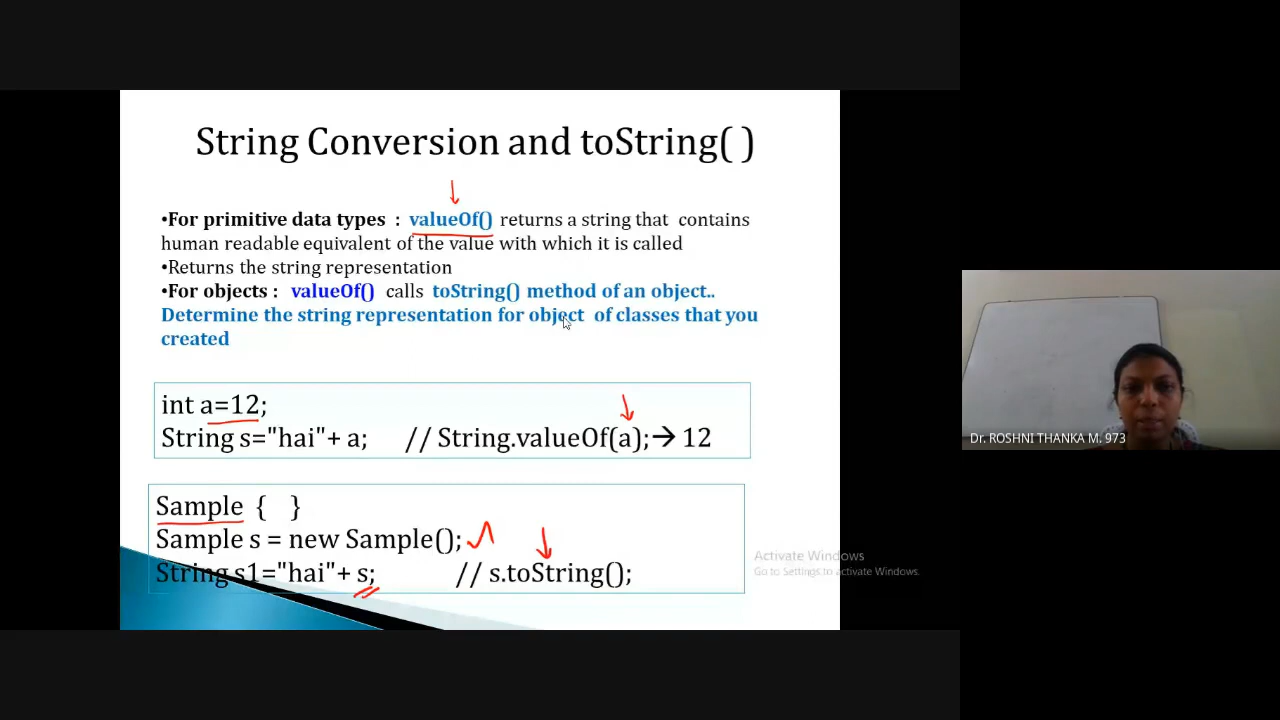 String Conversion and toString( )
•For primitive data types : valueOf() returns a string that contains
human readable equivalent of the value with which it is called
•Returns the string representation
•For objects : valueOf() calls toString() method of an object..
Determine the string representation for object of classes that you
created
int a=12;
String s="hai"+ a; // String.valueOf(a);→ 12
Sample { }
Sample s = new Sample();
String s1="hai"+ s; // s.toString();
Activate Windows
Go to Settings to activate Windows.
Dr. ROSHNI THANKA M. 973